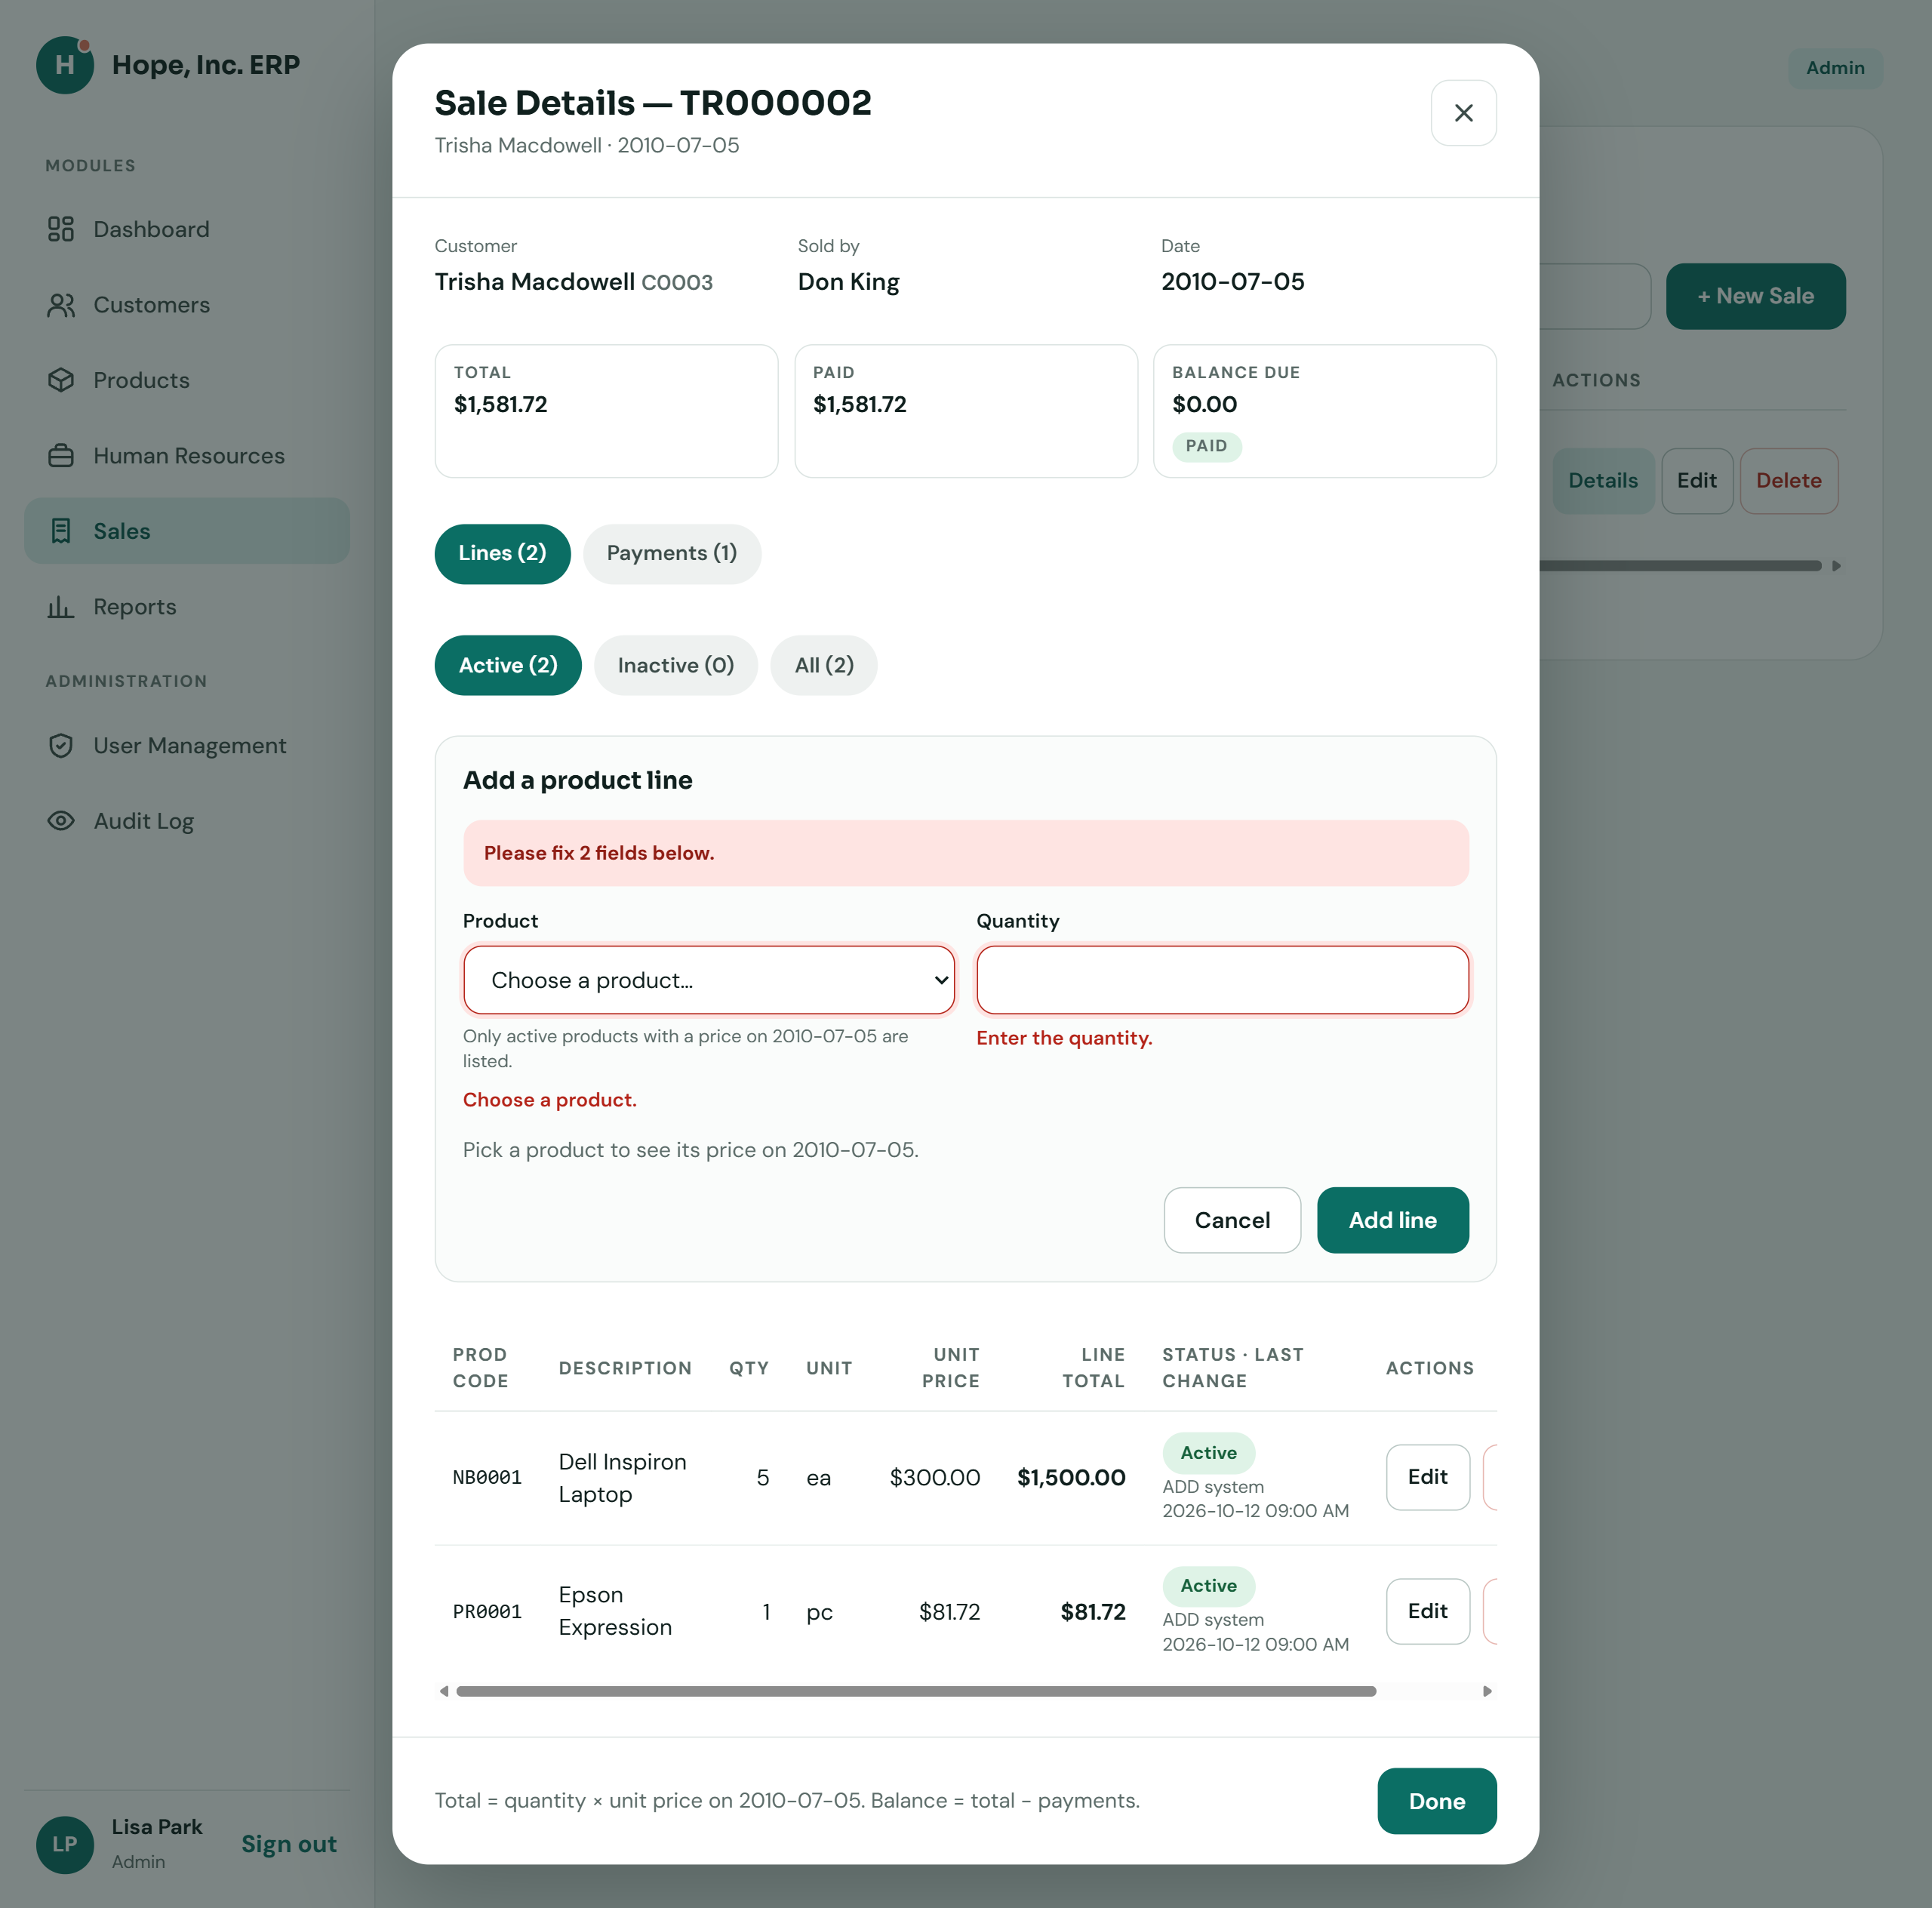 H
Hope, Inc. ERP
MODULES
Dashboard
Customers
Products
Human Resources
Sales
Reports
ADMINISTRATION
User Management
Audit Log
LP
Lisa Park
Admin
Sign out
Admin
+ New Sale
ACTIONS
Details
Edit
Delete
Sale Details — TR000002
Trisha Macdowell · 2010-07-05
Customer
Trisha Macdowell C0003
Sold by
Don King
Date
2010-07-05
TOTAL
$1,581.72
PAID
$1,581.72
BALANCE DUE
$0.00
PAID
Lines (2)
Payments (1)
Active (2)
Inactive (0)
All (2)
Add a product line
Please fix 2 fields below.
Product
Choose a product...
Only active products with a price on 2010-07-05 are
listed.
Choose a product.
Quantity
Enter the quantity.
Pick a product to see its price on 2010-07-05.
Cancel
Add line
PROD CODE
DESCRIPTION
QTY
UNIT
UNIT PRICE
LINE TOTAL
STATUS · LAST CHANGE
ACTIONS
NB0001
Dell Inspiron
Laptop
5
ea
$300.00
$1,500.00
Active
ADD system
2026-10-12 09:00 AM
Edit
PR0001
Epson
Expression
1
pc
$81.72
$81.72
Active
ADD system
2026-10-12 09:00 AM
Edit
Total = quantity × unit price on 2010-07-05. Balance = total − payments.
Done